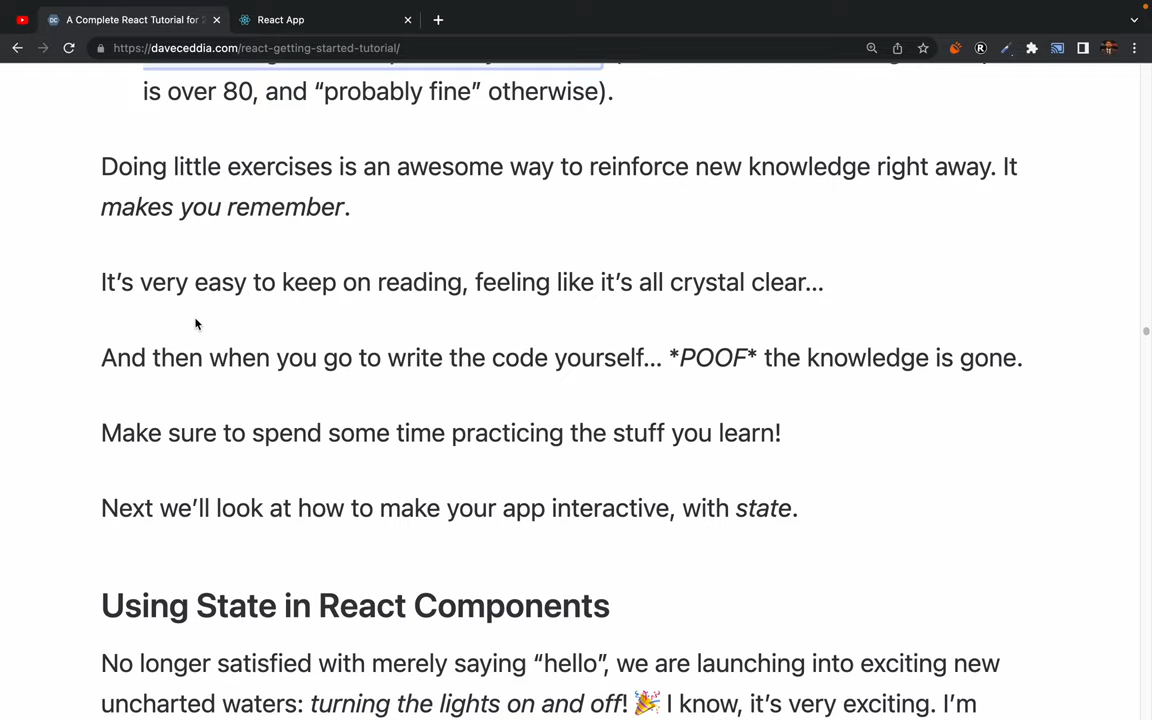 A Complete React Tutorial for 2
React App
https://daveceddia.com/react-getting-started-tutorial/
is over 80, and “probably fine” otherwise).
Doing little exercises is an awesome way to reinforce new knowledge right away. It
makes you remember.
It’s very easy to keep on reading, feeling like it’s all crystal clear…
And then when you go to write the code yourself… *POOF* the knowledge is gone.
Make sure to spend some time practicing the stuff you learn!
Next we’ll look at how to make your app interactive, with state.
Using State in React Components
No longer satisfied with merely saying “hello”, we are launching into exciting new
uncharted waters: turning the lights on and off! 🎉 I know, it’s very exciting. I’m